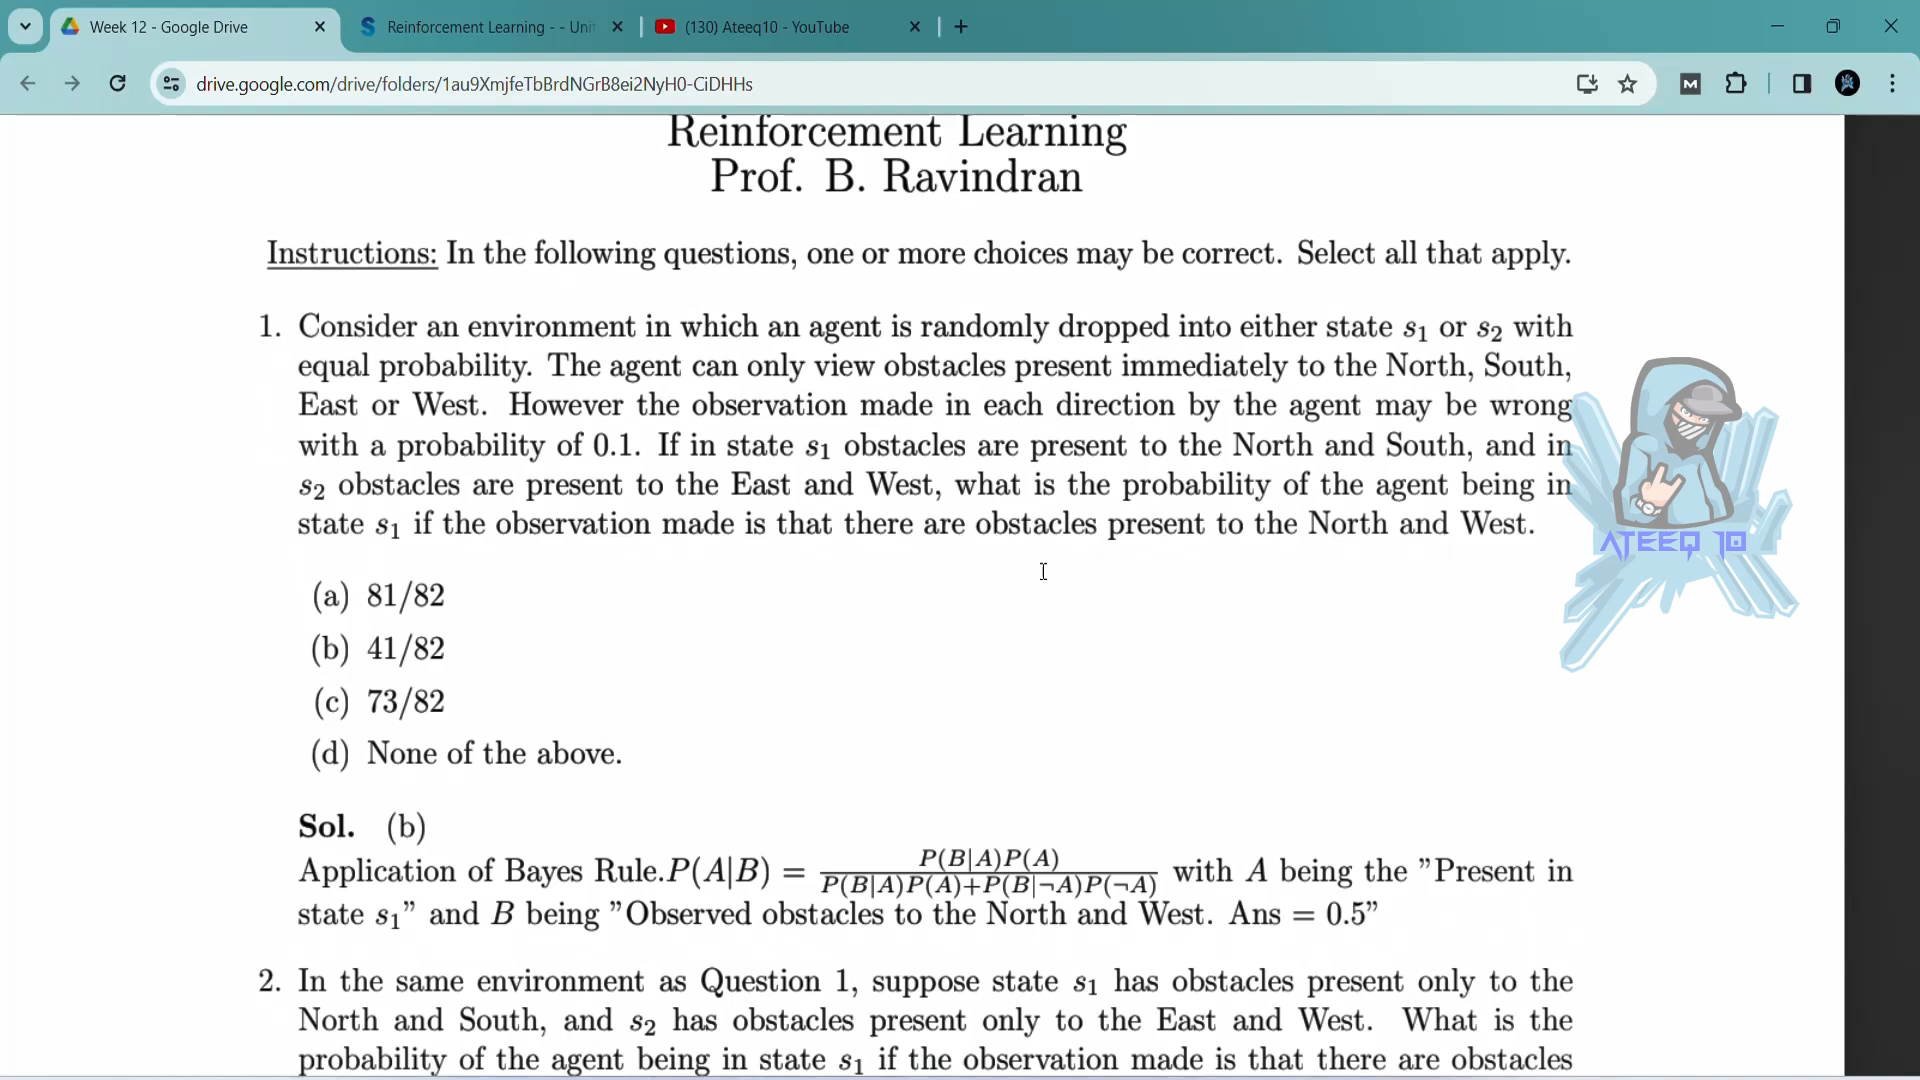 Week 12 - Google Drive
Reinforcement Learning - - Unit
(130) Ateeq10 - YouTube
drive.google.com/drive/folders/1au9XmjfeTbBrdNGrB8ei2NyH0-CiDHHs
Reinforcement Learning
Prof. B. Ravindran
Instructions: In the following questions, one or more choices may be correct. Select all that apply.
1. Consider an environment in which an agent is randomly dropped into either state s1 or s2 with
equal probability. The agent can only view obstacles present immediately to the North, South,
East or West. However the observation made in each direction by the agent may be wrong
with a probability of 0.1. If in state s1 obstacles are present to the North and South, and in
s2 obstacles are present to the East and West, what is the probability of the agent being in
state s1 if the observation made is that there are obstacles present to the North and West.
ATEEQ 10
(a) 81/82
(b) 41/82
(c) 73/82
(d) None of the above.
Sol. (b)
Application of Bayes Rule.P(A|B) = P(B|A)P(A) / P(B|A)P(A)+P(B|¬A)P(¬A) with A being the ”Present in
state s1” and B being ”Observed obstacles to the North and West. Ans = 0.5”
2. In the same environment as Question 1, suppose state s1 has obstacles present only to the
North and South, and s2 has obstacles present only to the East and West. What is the
probability of the agent being in state s1 if the observation made is that there are obstacles